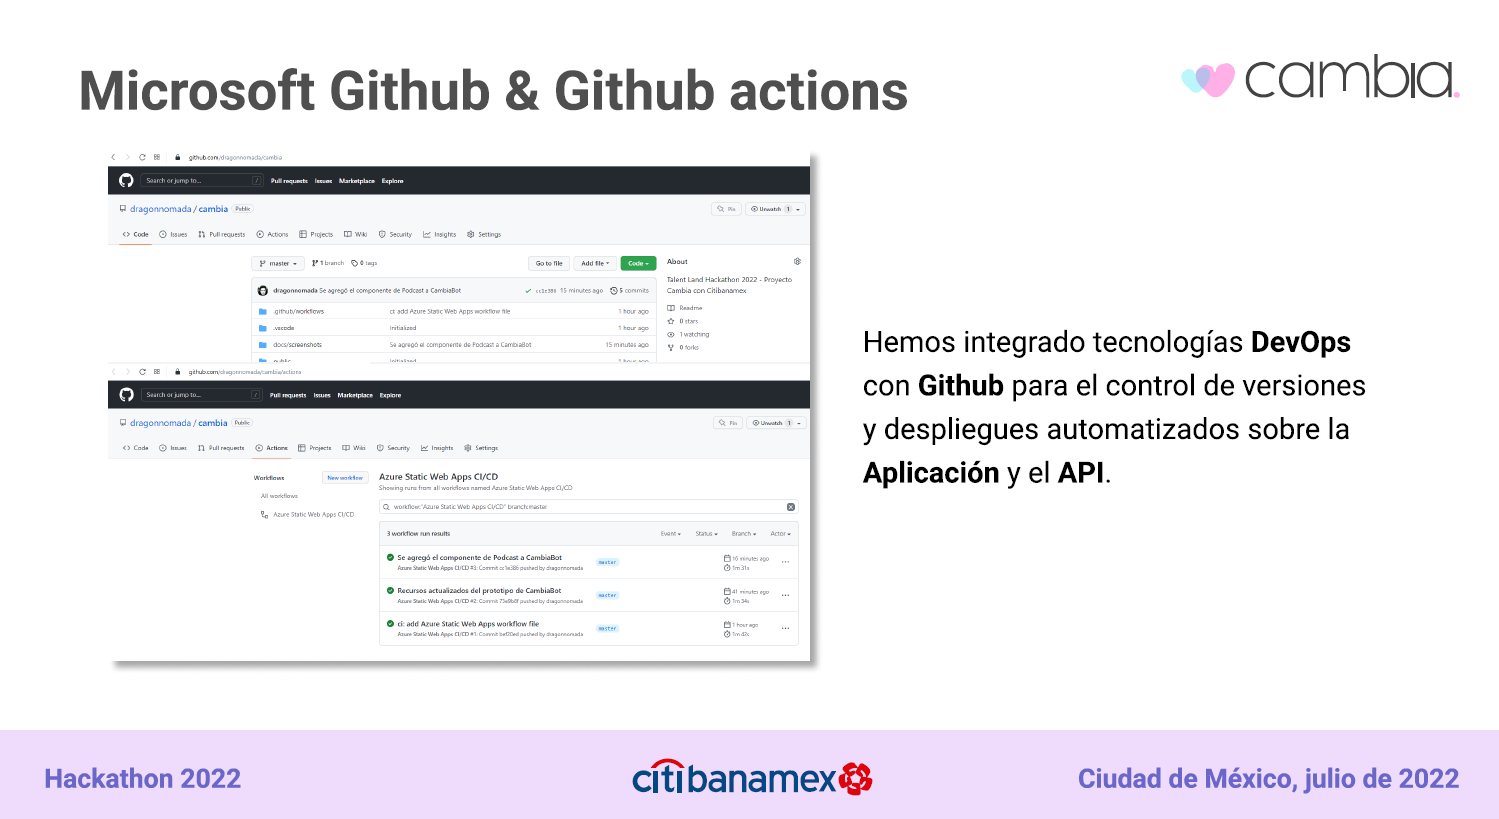 Microsoft Github & Github actions
cambia.
github.com/dragonnomada/cambia
Search or jump to... /
Pull requests Issues Marketplace Explore
dragonnomada / cambia Public
Pin Unwatch 1
Code Issues Pull requests Actions Projects Wiki Security Insights Settings
master 1 branch 0 tags
Go to file Add file Code
dragonnomada Se agregó el componente de Podcast a CambiaBot
15 minutes ago 5 commits
.github/workflows ci: add Azure Static Web Apps workflow file 1 hour ago
.vscode Initialized 1 hour ago
docs/screenshots Se agregó el componente de Podcast a CambiaBot 15 minutes ago
public Initialized 1 hour ago
About
Talent Land Hackathon 2022 - Proyecto
Cambia con Citibanamex
Readme
0 stars
1 watching
0 forks
github.com/dragonnomada/cambia/actions
Search or jump to... /
Pull requests Issues Marketplace Explore
dragonnomada / cambia Public
Pin Unwatch 1
Code Issues Pull requests Actions Projects Wiki Security Insights Settings
Workflows New workflow
All workflows
Azure Static Web Apps CI/CD
Azure Static Web Apps CI/CD
Showing runs from all workflows named Azure Static Web Apps CI/CD
workflow:"Azure Static Web Apps CI/CD" branch:master
3 workflow run results
Event Status Branch Actor
Se agregó el componente de Podcast a CambiaBot
Azure Static Web Apps CI/CD #3: Commit cc1e386 pushed by dragonnomada
master
16 minutes ago
1m 31s
Recursos actualizados del prototipo de CambiaBot
Azure Static Web Apps CI/CD #2: Commit pushed by dragonnomada
master
41 minutes ago
1m 34s
ci: add Azure Static Web Apps workflow file
Azure Static Web Apps CI/CD #1: Commit pushed by dragonnomada
master
1 hour ago
1m 42s
Hemos integrado tecnologías DevOps
con Github para el control de versiones
y despliegues automatizados sobre la
Aplicación y el API.
Hackathon 2022
citibanamex
Ciudad de México, julio de 2022